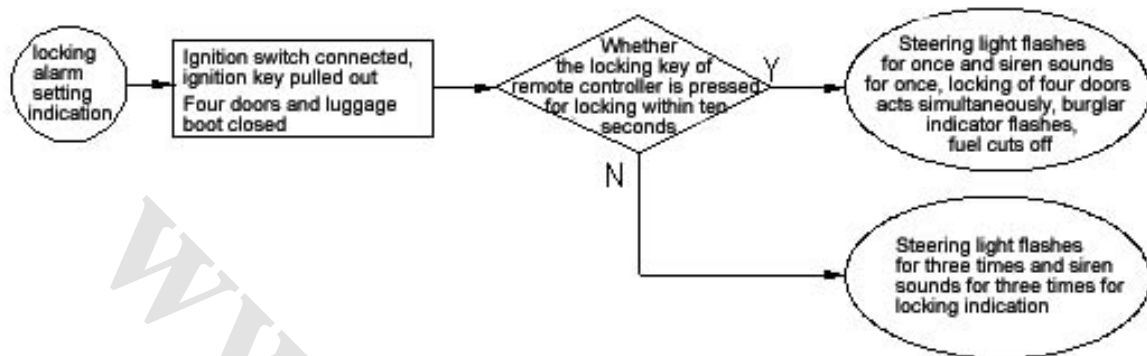 locking
alarm
setting
indication
Ignition switch connected,
ignition key pulled out
Four doors and luggage
boot closed
Whether
the locking key of
remote controller is pressed
for locking within ten
seconds
Y
N
Steering light flashes
for once and siren sounds
for once, locking of four doors
acts simultaneously, burglar
indicator flashes,
fuel cuts off
Steering light flashes
for three times and siren
sounds for three times for
locking indication